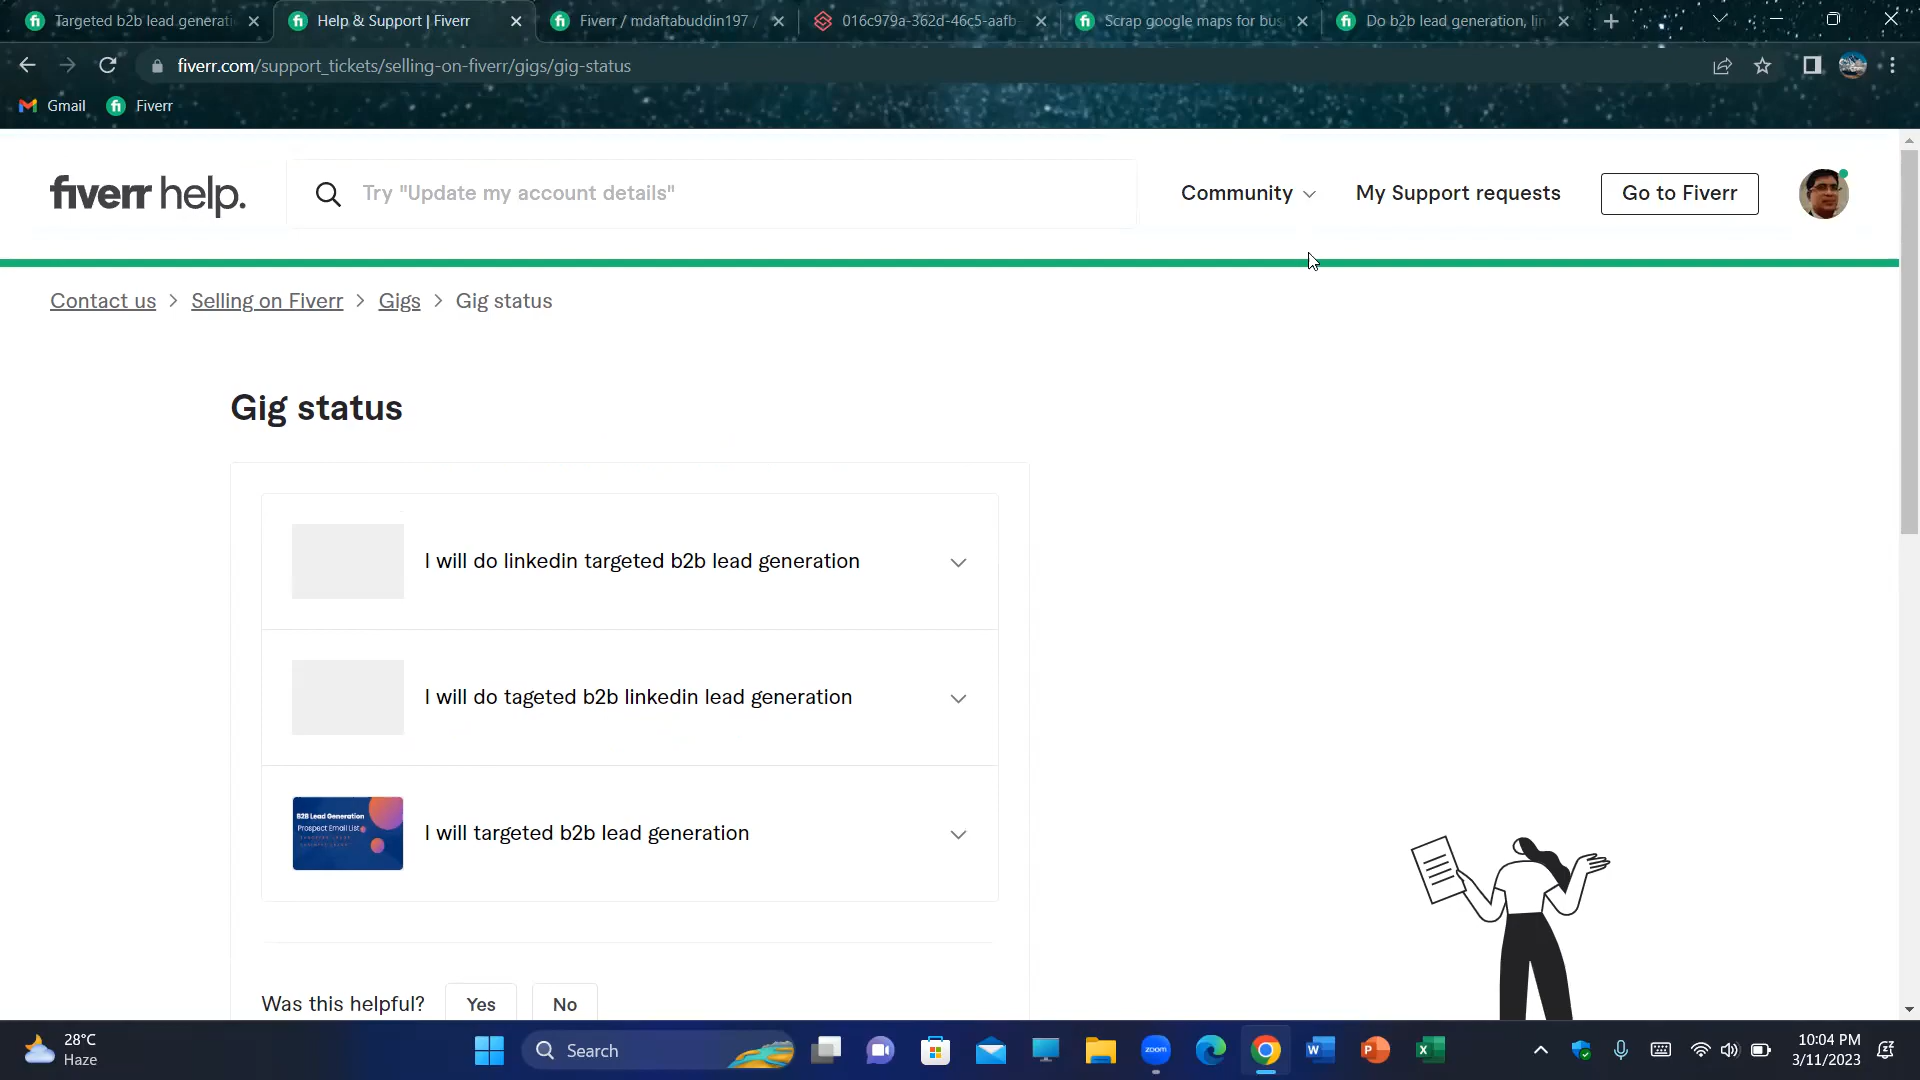 Targeted b2b lead generati
Help & Support | Fiverr
Fiverr / mdaftabuddin197 /
016c979a-362d-46c5-aafb-
Scrap google maps for bus
Do b2b lead generation, lin
fiverr.com/support_tickets/selling-on-fiverr/gigs/gig-status
Gmail
Fiverr
fiverr help.
Try "Update my account details"
Community
My Support requests
Go to Fiverr
Contact us > Selling on Fiverr > Gigs > Gig status
Gig status
I will do linkedin targeted b2b lead generation
I will do tageted b2b linkedin lead generation
B2B Lead Generation
Prospect Email List
I will targeted b2b lead generation
Was this helpful?
Yes
No
28°C
Haze
Search
zoom
10:04 PM
3/11/2023